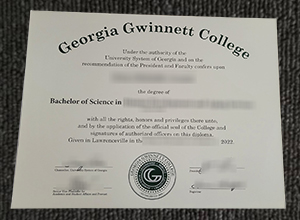 Georgia Gwinnett College
Under the authority of the
University System of Georgia and on the
recommendation of the President and Faculty confers upon
the degree of
Bachelor of Science in
with all the rights, honors and privileges there unto,
and by the application of the official seal of the College and
signatures of authorized officers on this diploma.
Given in Lawrenceville in 2022.